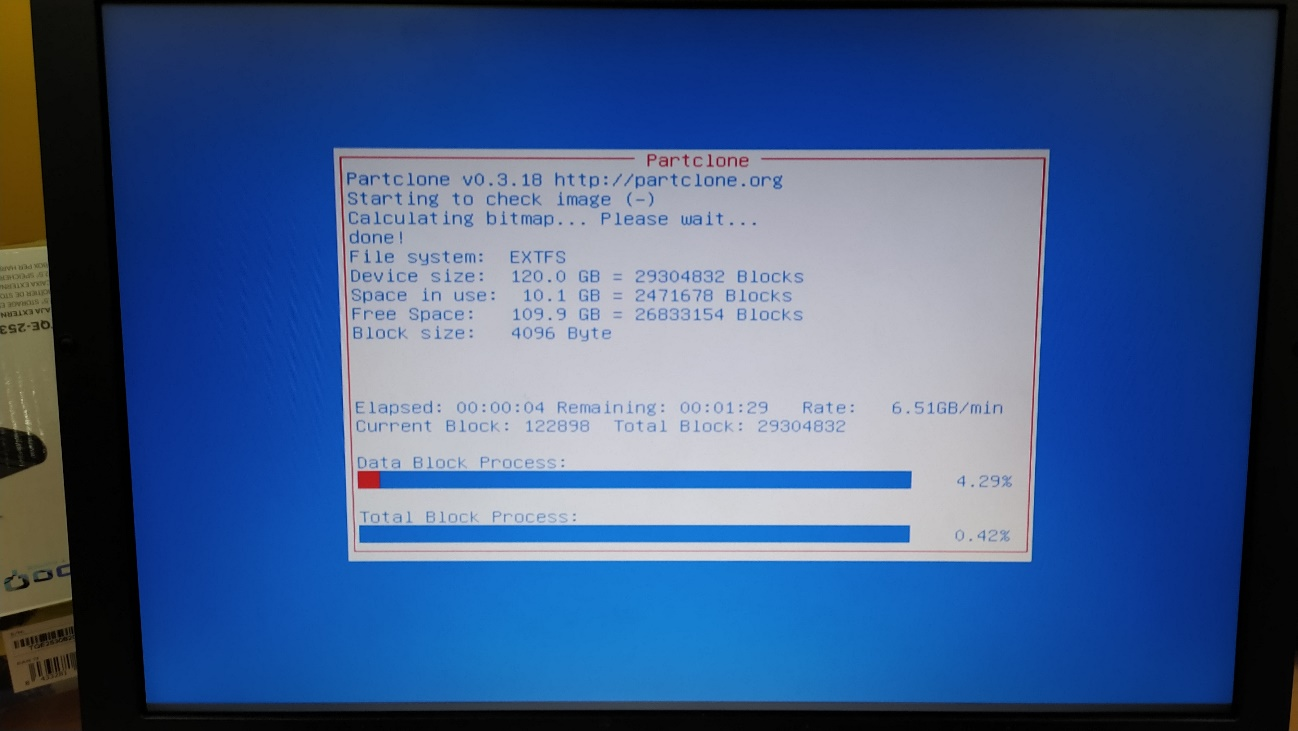 Partclone
Partclone v0.3.18 http://partclone.org
Starting to check image (-)
Calculating bitmap... Please wait...
done!
File system: EXTFS
Device size: 120.0 GB = 29304832 Blocks
Space in use: 10.1 GB = 2471678 Blocks
Free Space: 109.9 GB = 26833154 Blocks
Block size: 4096 Byte
Elapsed: 00:00:04 Remaining: 00:01:29 Rate: 6.51GB/min
Current Block: 122898 Total Block: 29304832
Data Block Process:
4.29%
Total Block Process:
0.42%